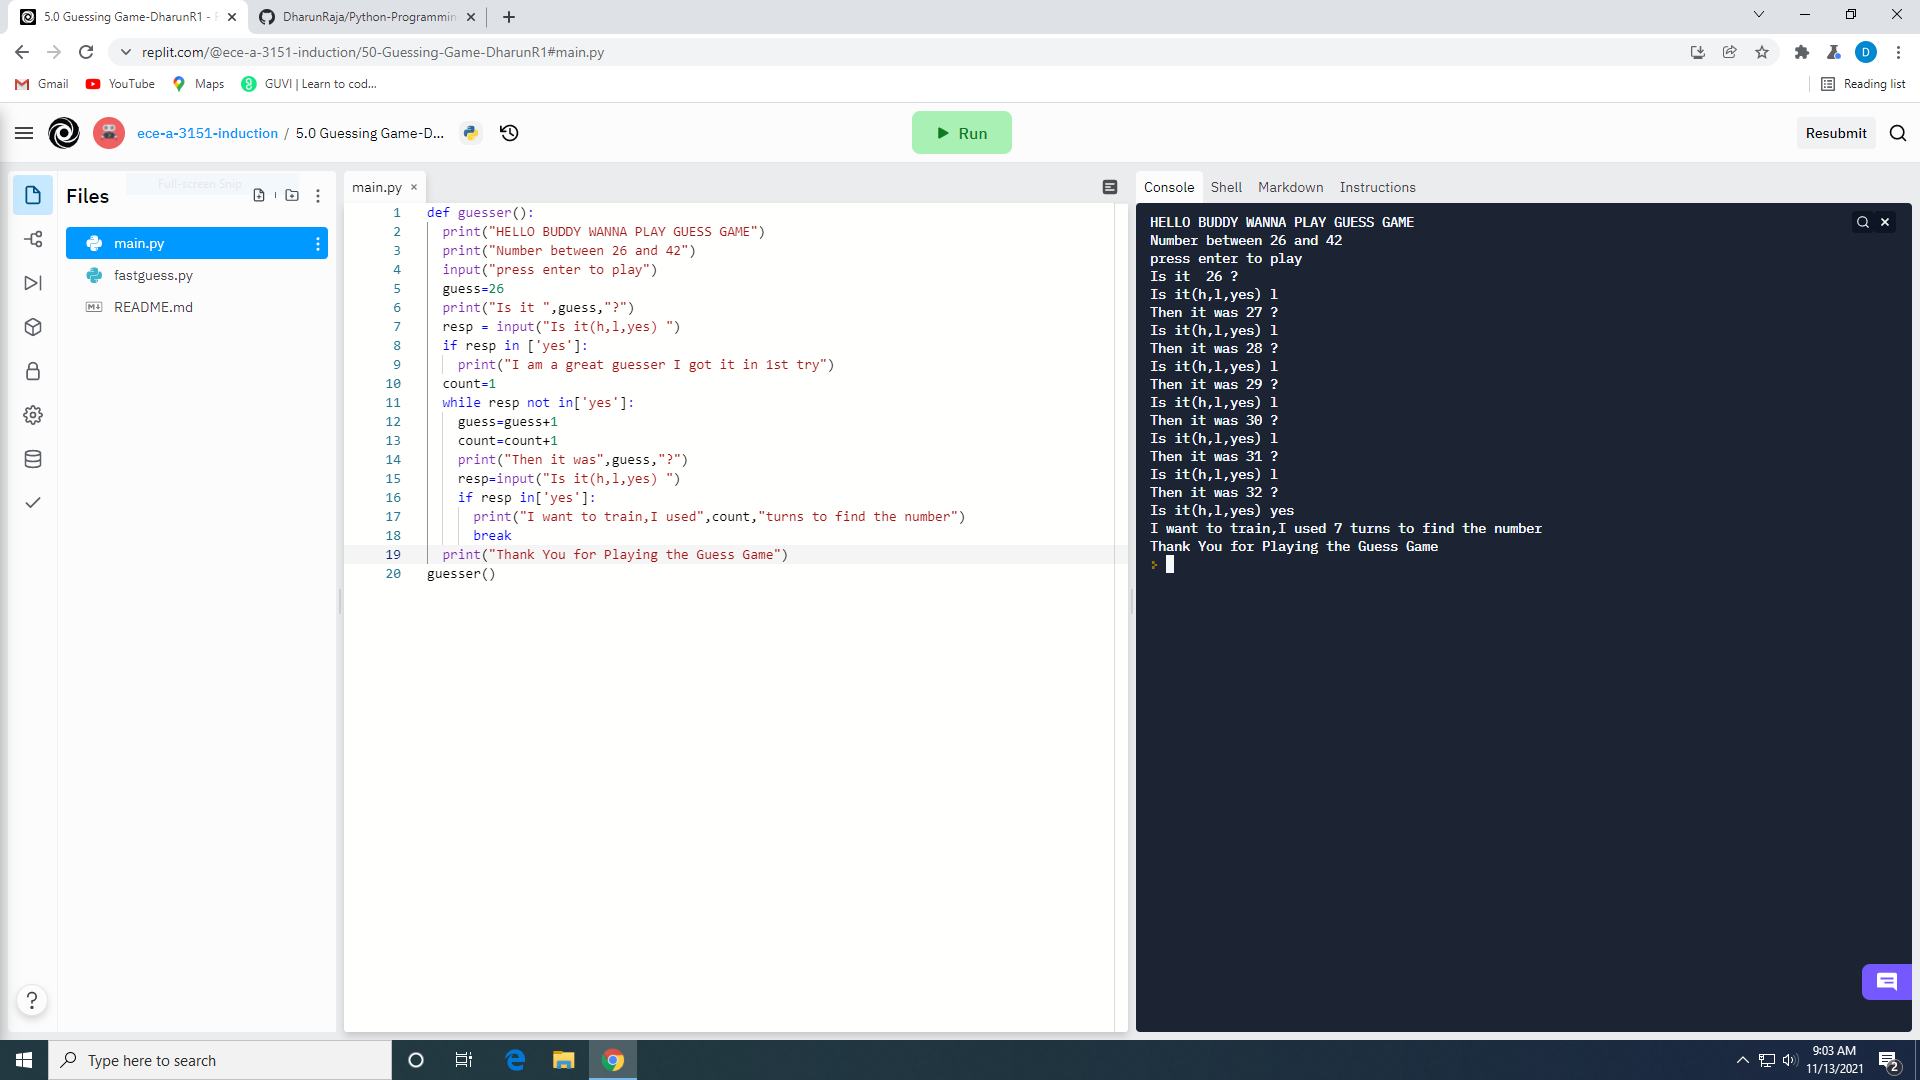 5.0 Guessing Game-DharunR1 -
DharunRaja/Python-Programmin
replit.com/@ece-a-3151-induction/50-Guessing-Game-DharunR1#main.py
D
Gmail
YouTube
Maps
GUVI | Learn to cod...
Reading list
ece-a-3151-induction / 5.0 Guessing Game-D...
Run
Resubmit
Files
Full-screen Snip
main.py
fastguess.py
README.md
main.py
1 def guesser():
2 print("HELLO BUDDY WANNA PLAY GUESS GAME")
3 print("Number between 26 and 42")
4 input("press enter to play")
5 guess=26
6 print("Is it ",guess,"?")
7 resp = input("Is it(h,l,yes) ")
8 if resp in ['yes']:
9 print("I am a great guesser I got it in 1st try")
10 count=1
11 while resp not in['yes']:
12 guess=guess+1
13 count=count+1
14 print("Then it was",guess,"?")
15 resp=input("Is it(h,l,yes) ")
16 if resp in['yes']:
17 print("I want to train,I used",count,"turns to find the number")
18 break
19 print("Thank You for Playing the Guess Game")
20 guesser()
Console
Shell
Markdown
Instructions
HELLO BUDDY WANNA PLAY GUESS GAME
Number between 26 and 42
press enter to play
Is it  26 ?
Is it(h,l,yes) l
Then it was 27 ?
Is it(h,l,yes) l
Then it was 28 ?
Is it(h,l,yes) l
Then it was 29 ?
Is it(h,l,yes) l
Then it was 30 ?
Is it(h,l,yes) l
Then it was 31 ?
Is it(h,l,yes) l
Then it was 32 ?
Is it(h,l,yes) yes
I want to train,I used 7 turns to find the number
Thank You for Playing the Guess Game
?
Type here to search
9:03 AM
11/13/2021
2